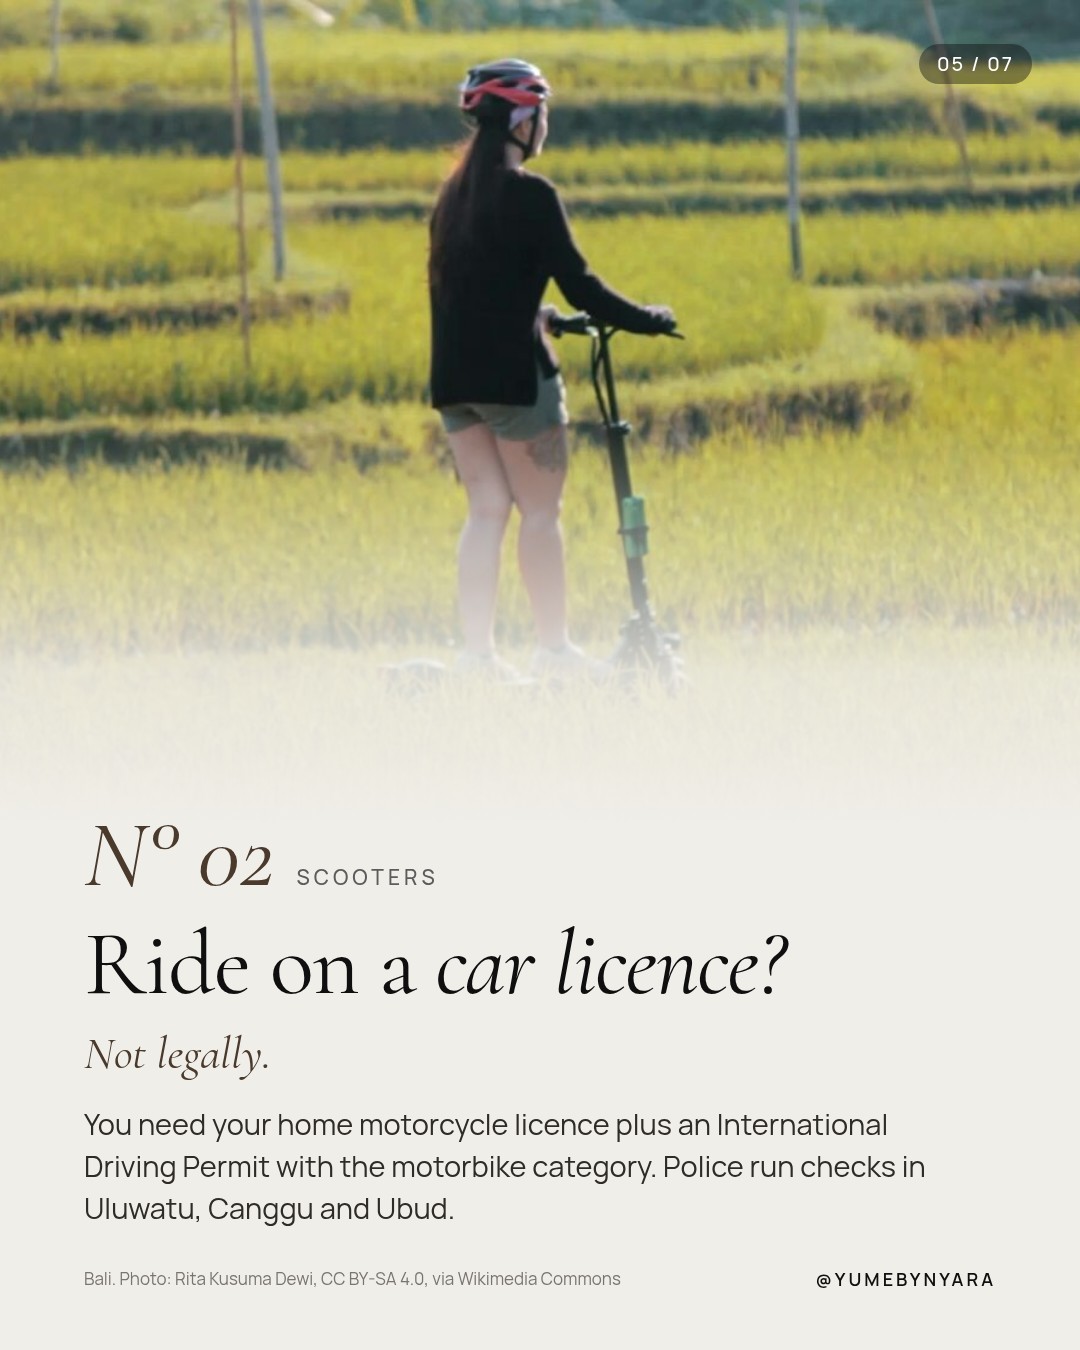 05 / 07
Nº 02 SCOOTERS
Ride on a car licence?
Not legally.
You need your home motorcycle licence plus an International
Driving Permit with the motorbike category. Police run checks in
Uluwatu, Canggu and Ubud.
Bali. Photo: Rita Kusuma Dewi, CC BY-SA 4.0, via Wikimedia Commons
@YUMEBYNYARA